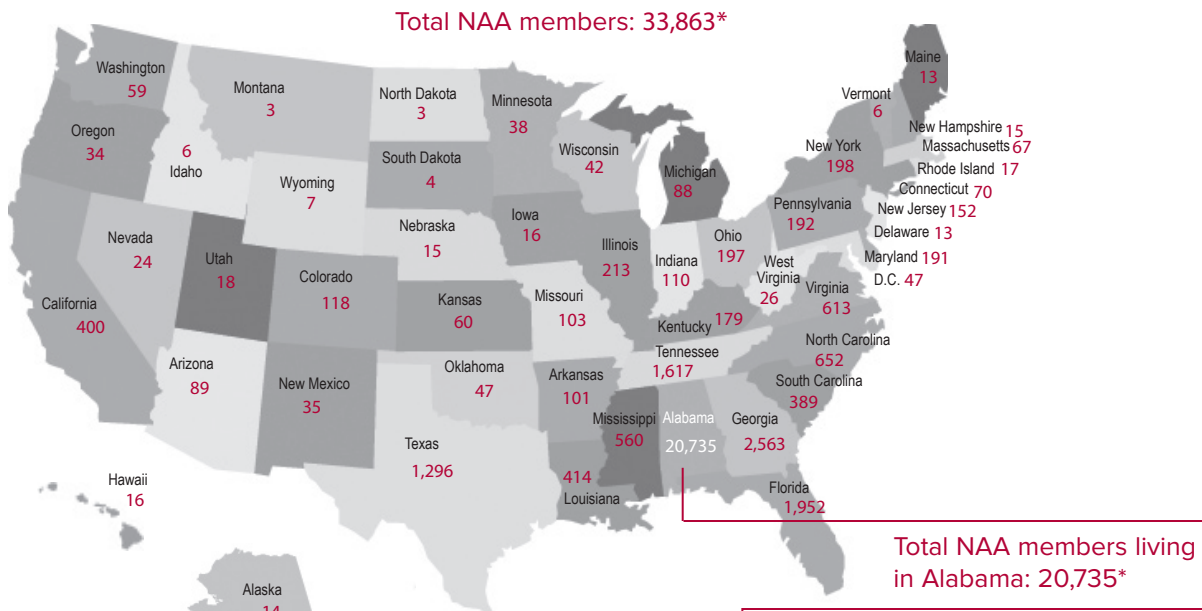 Total NAA members: 33,863*
Washington
59
Montana
3
North Dakota
3
Minnesota
38
Maine
13
Vermont
6
Oregon
34
6
Idaho
South Dakota
4
Wisconsin
42
Michigan
88
New York
198
New Hampshire 15
Massachusetts 67
Rhode Island 17
Connecticut 70
New Jersey 152
Delaware 13
Maryland 191
D.C. 47
Wyoming
7
Pennsylvania
192
Nevada
24
Utah
18
Colorado
118
Nebraska
15
Iowa
16
Illinois
213
Indiana
110
Ohio
197
West
Virginia
26
Virginia
613
California
400
Kansas
60
Missouri
103
Kentucky 179
North Carolina
652
Tennessee
1,617
South Carolina
389
Arizona
89
New Mexico
35
Oklahoma
47
Arkansas
101
Mississippi
560
Alabama
20,735
Georgia
2,563
Texas
1,296
414
Louisiana
Florida
1,952
Hawaii
16
Total NAA members living
in Alabama: 20,735*
Alaska
14